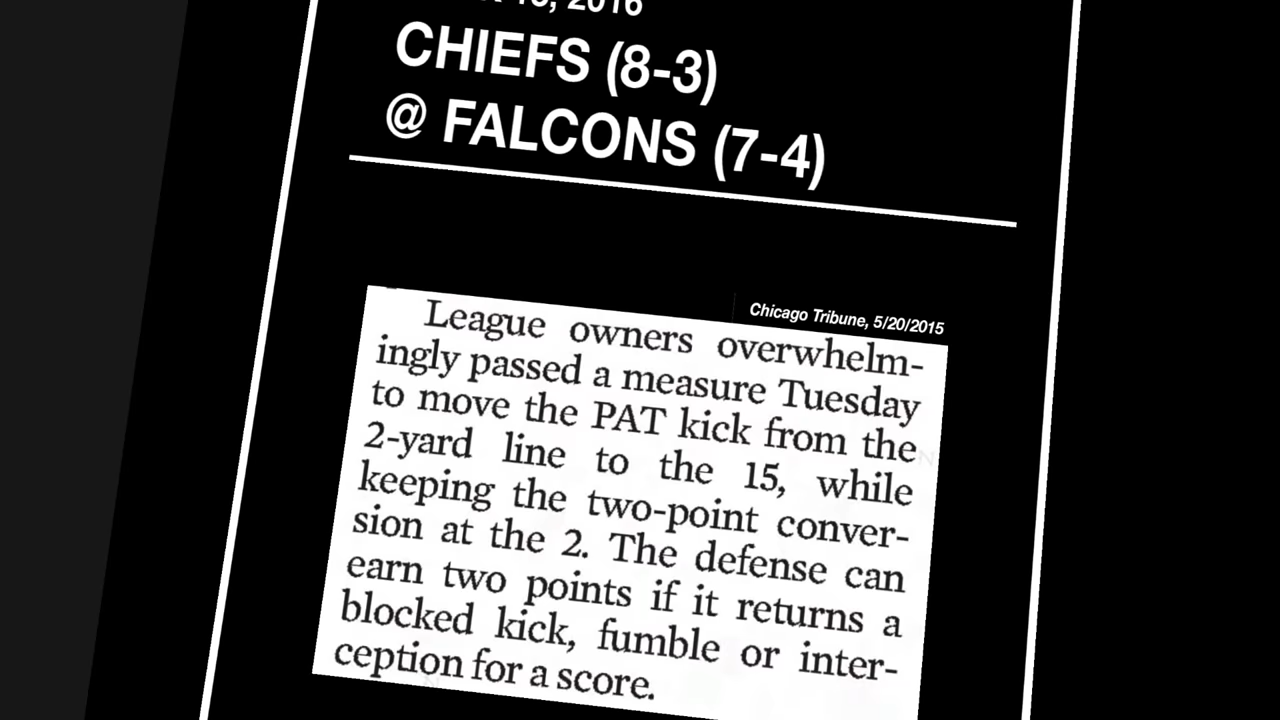 2016
CHIEFS (8-3)
@ FALCONS (7-4)
Chicago Tribune, 5/20/2015
League owners overwhelm-
ingly passed a measure Tuesday
to move the PAT kick from the
2-yard line to the 15, while
keeping the two-point conver-
sion at the 2. The defense can
earn two points if it returns a
blocked kick, fumble or inter-
ception for a score.